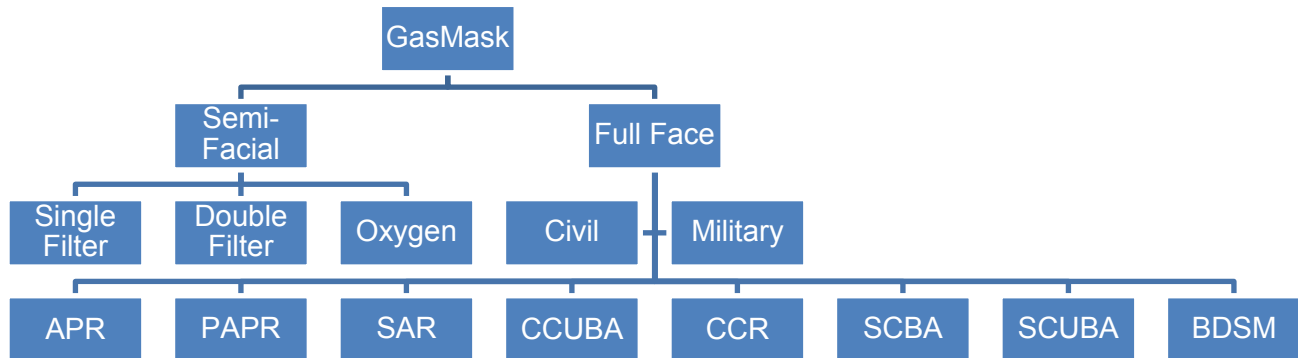 GasMask
Semi-
Facial
Full Face
Single
Filter
Double
Filter
Oxygen
Civil
Military
APR
PAPR
SAR
CCUBA
CCR
SCBA
SCUBA
BDSM